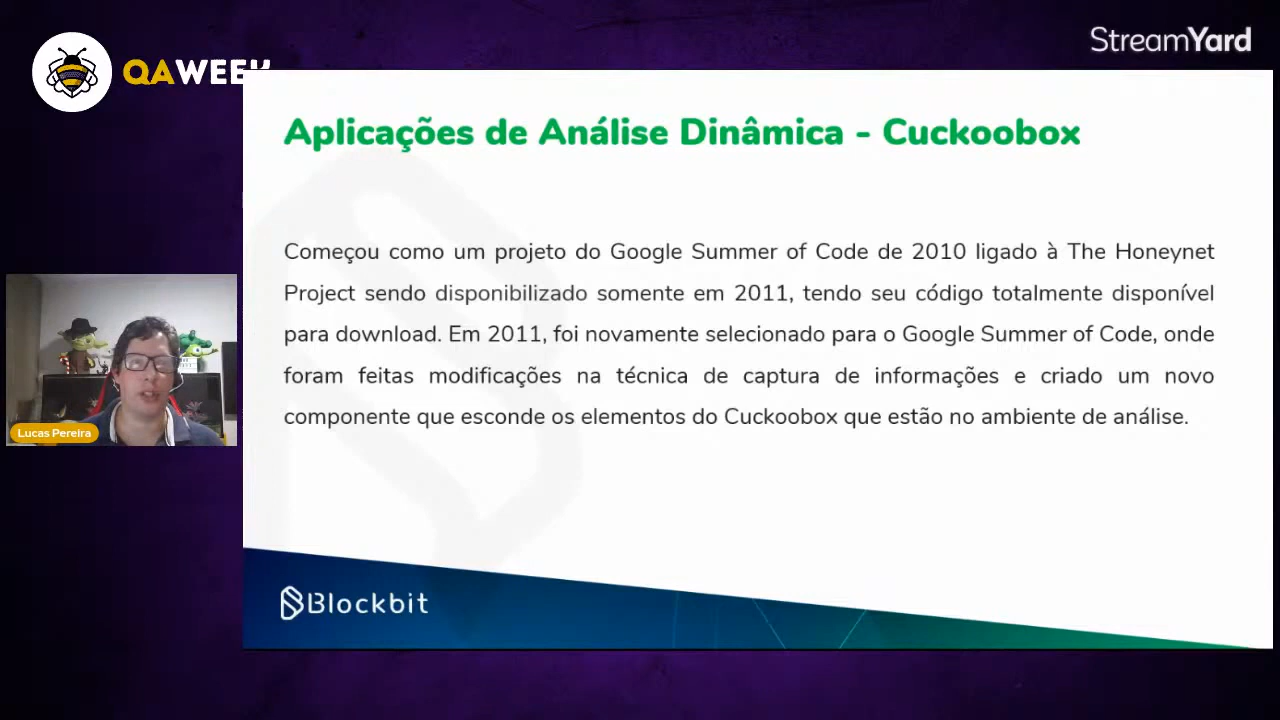 QAWEEK
StreamYard
Aplicações de Análise Dinâmica - Cuckoobox
Começou como um projeto do Google Summer of Code de 2010 ligado à The Honeynet
Project sendo disponibilizado somente em 2011, tendo seu código totalmente disponível
para download. Em 2011, foi novamente selecionado para o Google Summer of Code, onde
foram feitas modificações na técnica de captura de informações e criado um novo
componente que esconde os elementos do Cuckoobox que estão no ambiente de análise.
Lucas Pereira
Blockbit